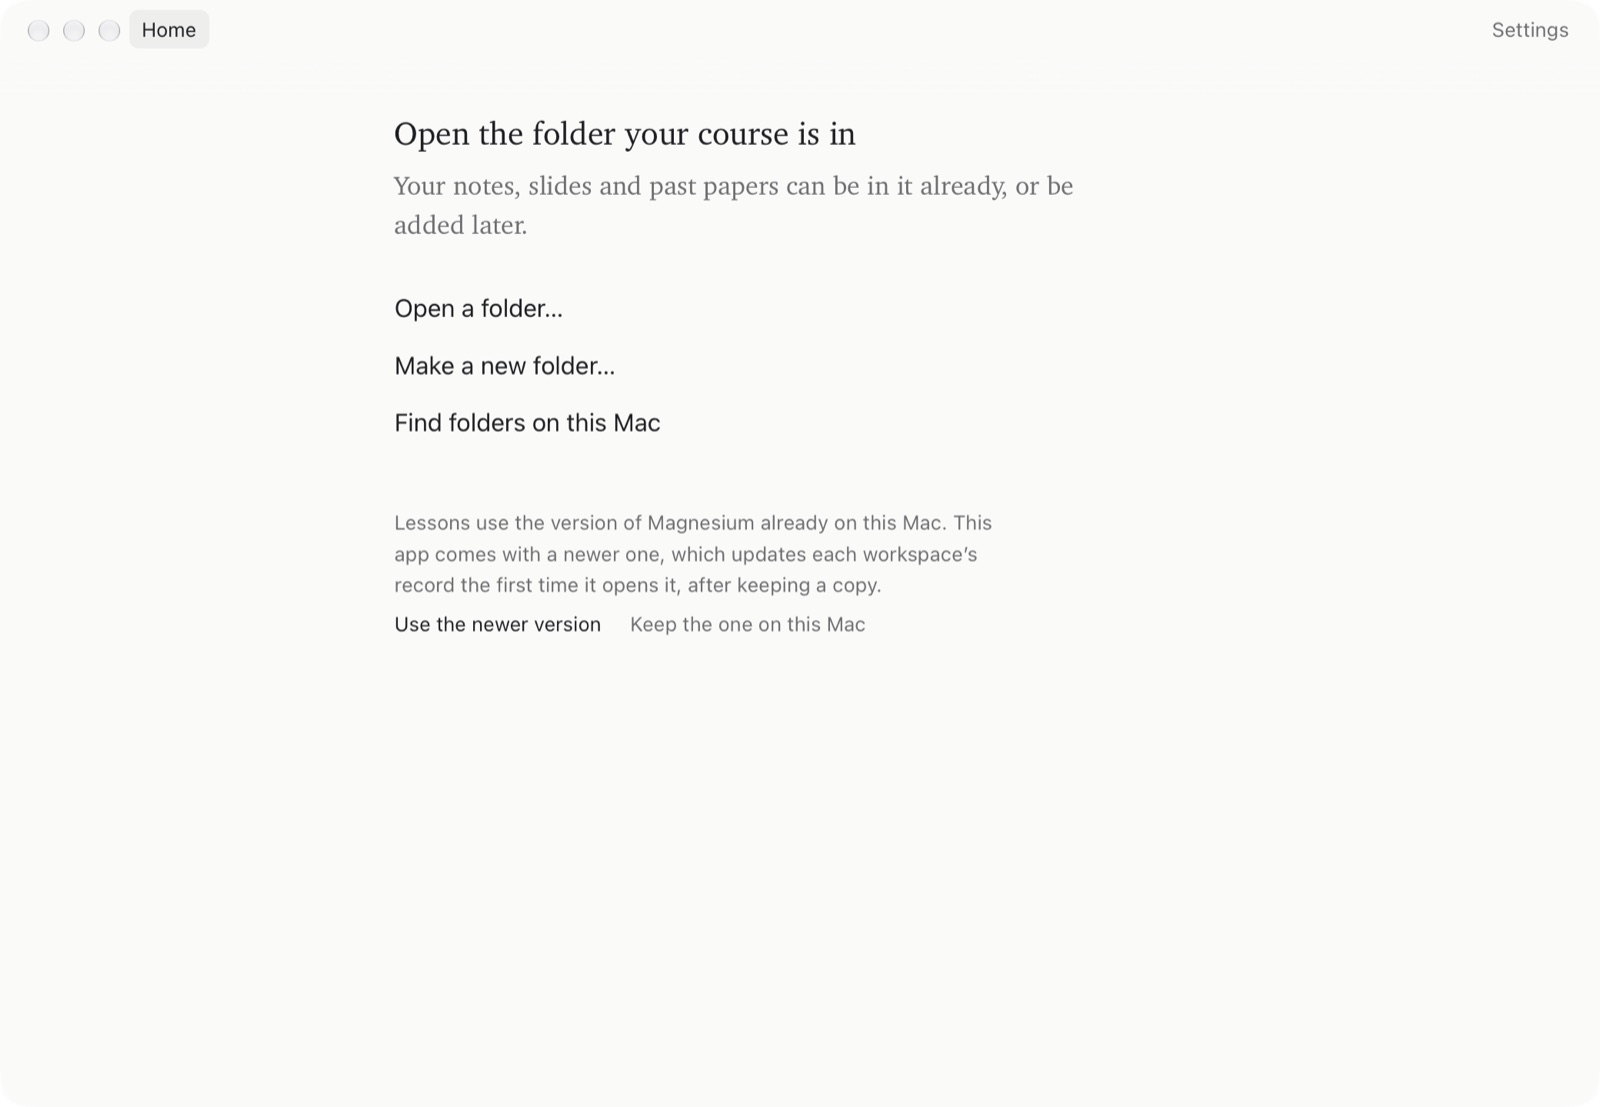 Home
Settings
Open the folder your course is in
Your notes, slides and past papers can be in it already, or be
added later.
Open a folder...
Make a new folder...
Find folders on this Mac
Lessons use the version of Magnesium already on this Mac. This
app comes with a newer one, which updates each workspace’s
record the first time it opens it, after keeping a copy.
Use the newer version
Keep the one on this Mac